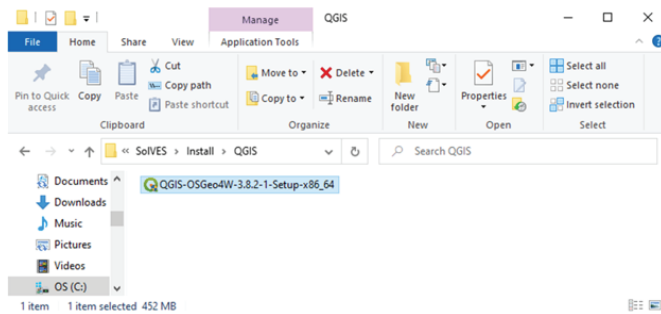 Manage
QGIS
File
Home
Share
View
Application Tools
Pin to Quick access
Copy
Paste
Cut
Copy path
Paste shortcut
Clipboard
Move to
Copy to
Delete
Rename
Organize
New folder
New
Properties
Open
Select all
Select none
Invert selection
Select
« SolVES > Install > QGIS
Search QGIS
Documents
Downloads
Music
Pictures
Videos
OS (C:)
QGIS-OSGeo4W-3.8.2-1-Setup-x86_64
1 item
1 item selected 452 MB